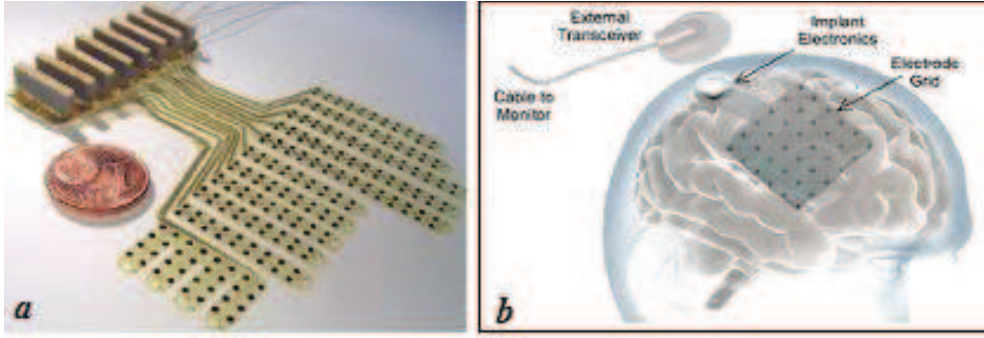 a
External
Transceiver
Implant
Electronics
Electrode
Grid
Cable to
Monitor
b